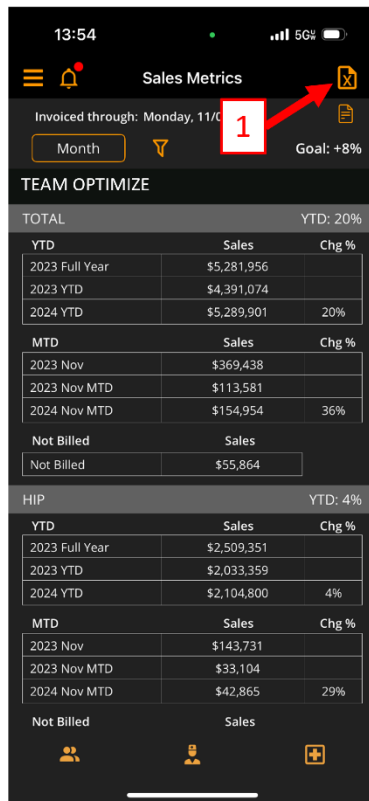 13:54 5G
Sales Metrics
Invoiced through: Monday, 11/0
1
Month Goal: +8%
TEAM OPTIMIZE
TOTAL YTD: 20%
YTD Sales Chg %
2023 Full Year $5,281,956
2023 YTD $4,391,074
2024 YTD $5,289,901 20%
MTD Sales Chg %
2023 Nov $369,438
2023 Nov MTD $113,581
2024 Nov MTD $154,954 36%
Not Billed Sales
Not Billed $55,864
HIP YTD: 4%
YTD Sales Chg %
2023 Full Year $2,509,351
2023 YTD $2,033,359
2024 YTD $2,104,800 4%
MTD Sales Chg %
2023 Nov $143,731
2023 Nov MTD $33,104
2024 Nov MTD $42,865 29%
Not Billed Sales